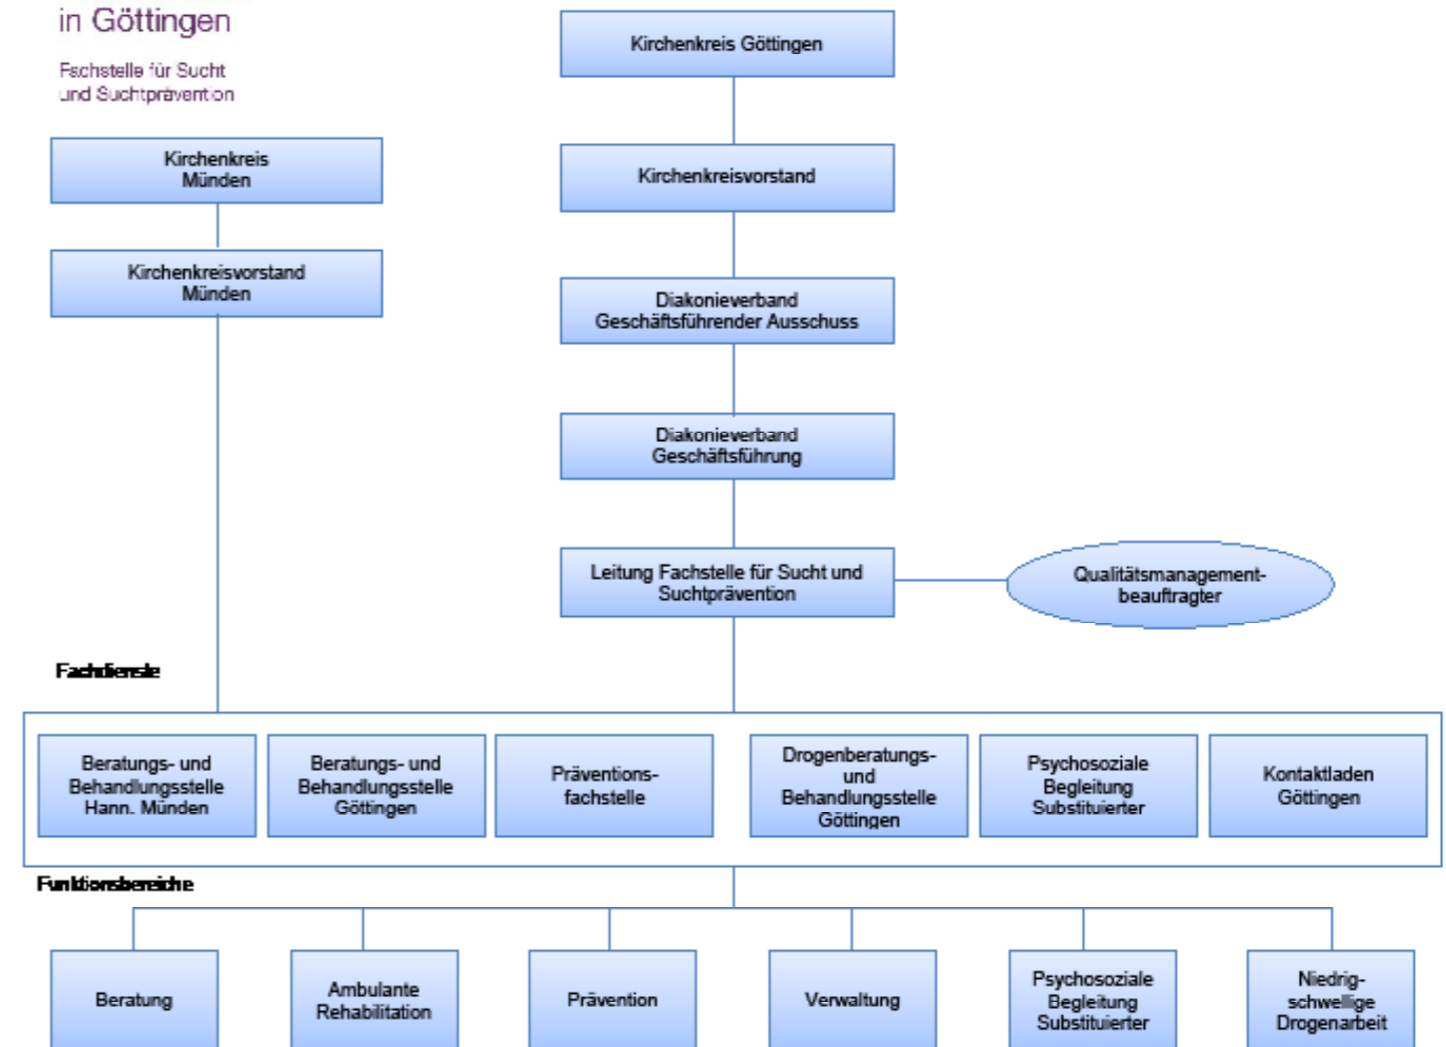 in Göttingen
Fachstelle für Sucht
und Suchtprävention
Kirchenkreis Göttingen
Kirchenkreis
Münden
Kirchenkreisvorstand
Kirchenkreisvorstand
Münden
Diakonieverband
Geschäftsführender Ausschuss
Diakonieverband
Geschäftsführung
Leitung Fachstelle für Sucht und
Suchtprävention
Qualitätsmanagement-
beauftragter
Fachdienste
Beratungs- und
Behandlungsstelle
Hann. Münden
Beratungs- und
Behandlungsstelle
Göttingen
Präventions-
fachstelle
Drogenberatungs-
und
Behandlungsstelle
Göttingen
Psychosoziale
Begleitung
Substituierter
Kontaktladen
Göttingen
Funktionsbereiche
Beratung
Ambulante
Rehabilitation
Prävention
Verwaltung
Psychosoziale
Begleitung
Substituierter
Niedrig-
schwellige
Drogenarbeit